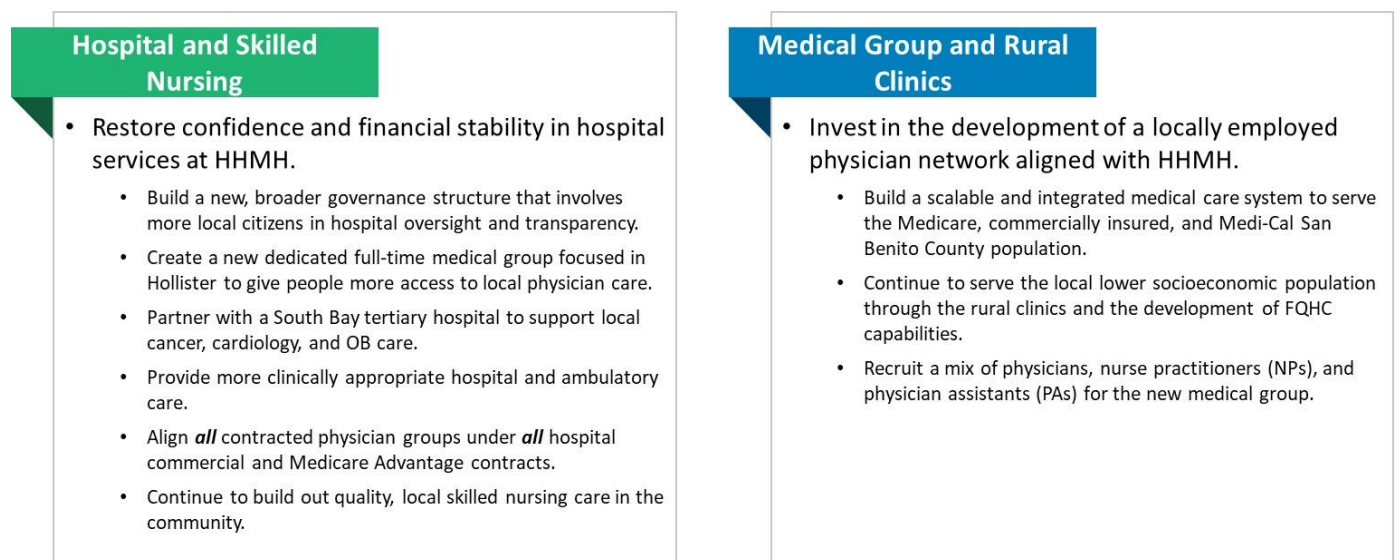 Hospital and Skilled
Nursing
• Restore confidence and financial stability in hospital
services at HHMH.
• Build a new, broader governance structure that involves
more local citizens in hospital oversight and transparency.
• Create a new dedicated full-time medical group focused in
Hollister to give people more access to local physician care.
• Partner with a South Bay tertiary hospital to support local
cancer, cardiology, and OB care.
• Provide more clinically appropriate hospital and ambulatory
care.
• Align all contracted physician groups under all hospital
commercial and Medicare Advantage contracts.
• Continue to build out quality, local skilled nursing care in the
community.
Medical Group and Rural
Clinics
• Invest in the development of a locally employed
physician network aligned with HHMH.
• Build a scalable and integrated medical care system to serve
the Medicare, commercially insured, and Medi-Cal San
Benito County population.
• Continue to serve the local lower socioeconomic population
through the rural clinics and the development of FQHC
capabilities.
• Recruit a mix of physicians, nurse practitioners (NPs), and
physician assistants (PAs) for the new medical group.